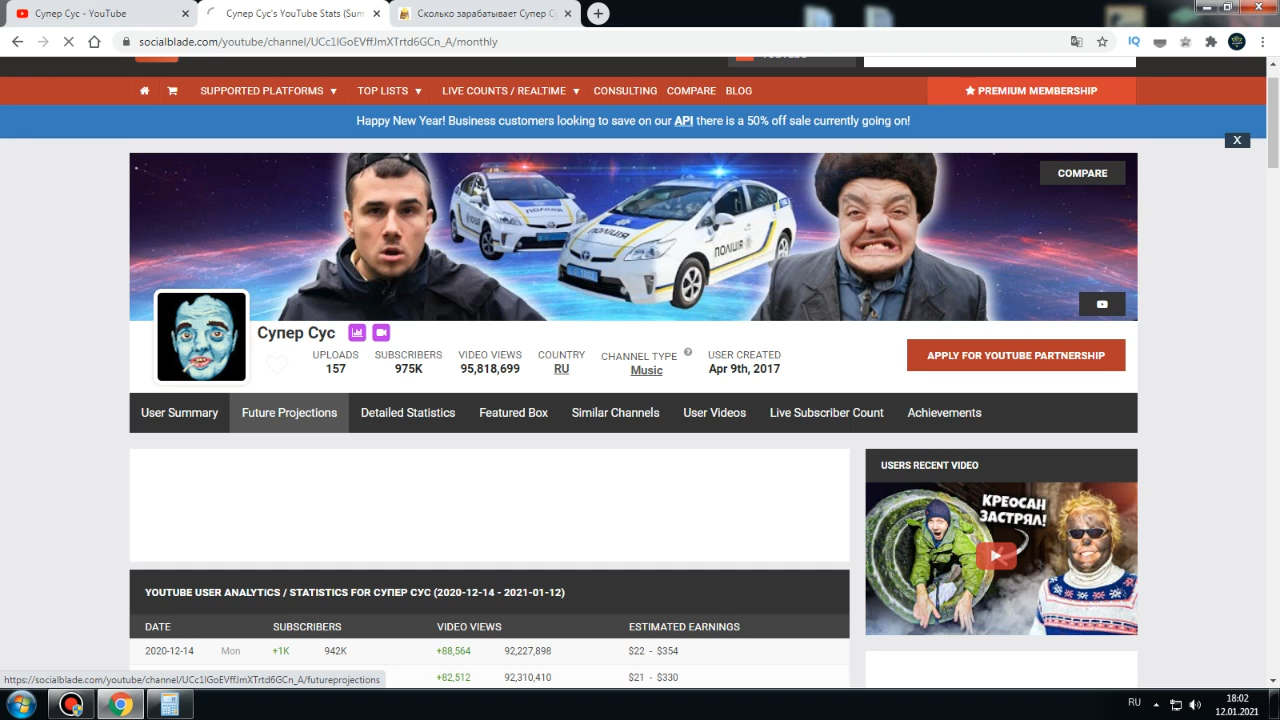 Супер Сус - YouTube
Супер Сус's YouTube Stats (Sum
Сколько зарабатывает Супер С
socialblade.com/youtube/channel/UCc1lGoEVffJmXTrtd6GCn_A/monthly
SUPPORTED PLATFORMS
TOP LISTS
LIVE COUNTS / REALTIME
CONSULTING
COMPARE
BLOG
PREMIUM MEMBERSHIP
Happy New Year! Business customers looking to save on our API there is a 50% off sale currently going on!
X
COMPARE
ПОЛІЦІЯ
ПОЛІЦІЯ
Супер Сус
UPLOADS
157
SUBSCRIBERS
975K
VIDEO VIEWS
95,818,699
COUNTRY
RU
CHANNEL TYPE
Music
USER CREATED
Apr 9th, 2017
APPLY FOR YOUTUBE PARTNERSHIP
User Summary
Future Projections
Detailed Statistics
Featured Box
Similar Channels
User Videos
Live Subscriber Count
Achievements
USERS RECENT VIDEO
КРЕОСАН
ЗАСТРЯЛ!
YOUTUBE USER ANALYTICS / STATISTICS FOR СУПЕР СУС (2020-12-14 - 2021-01-12)
DATE SUBSCRIBERS VIDEO VIEWS ESTIMATED EARNINGS
2020-12-14 Mon +1K 942K +88,564 92,227,898 $22 - $354
+82,512 92,310,410 $21 - $330
https://socialblade.com/youtube/channel/UCc1lGoEVffJmXTrtd6GCn_A/futureprojections
RU
18:02
12.01.2021